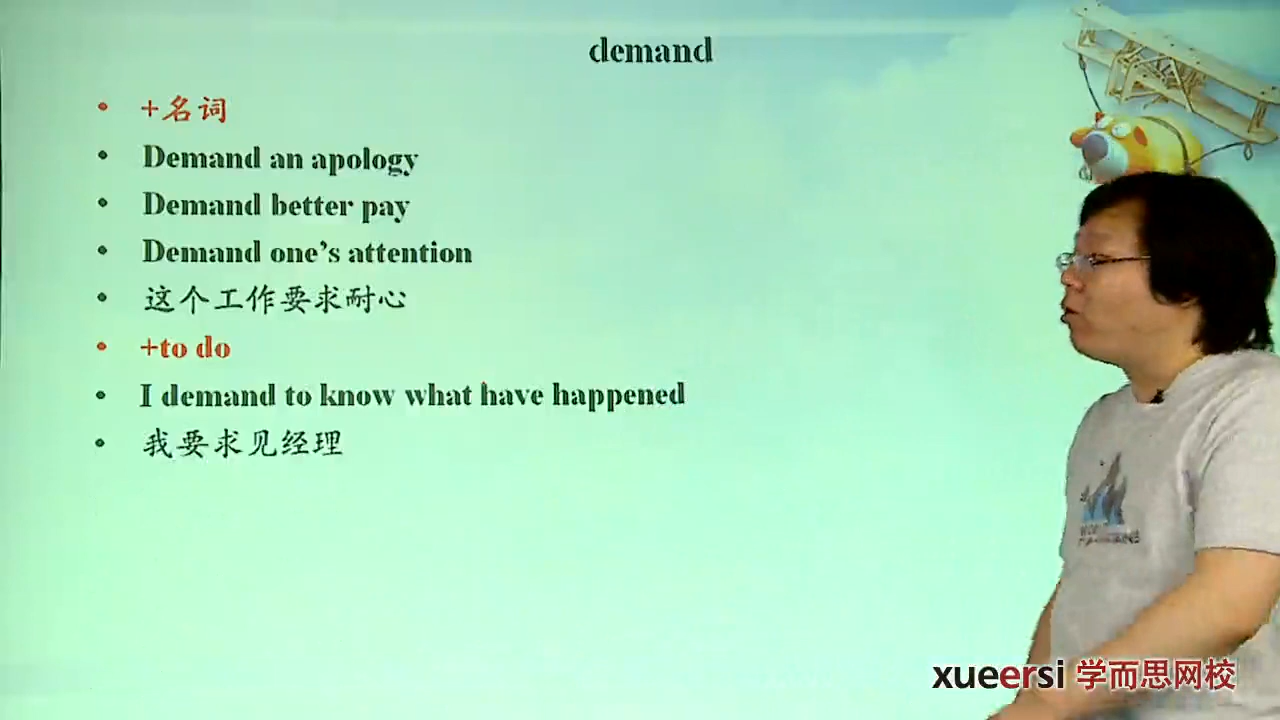 demand
+名词
Demand an apology
Demand better pay
Demand one's attention
这个工作要求耐心
+to do
I demand to know what have happened
我要求见经理
xueersi 学而思网校